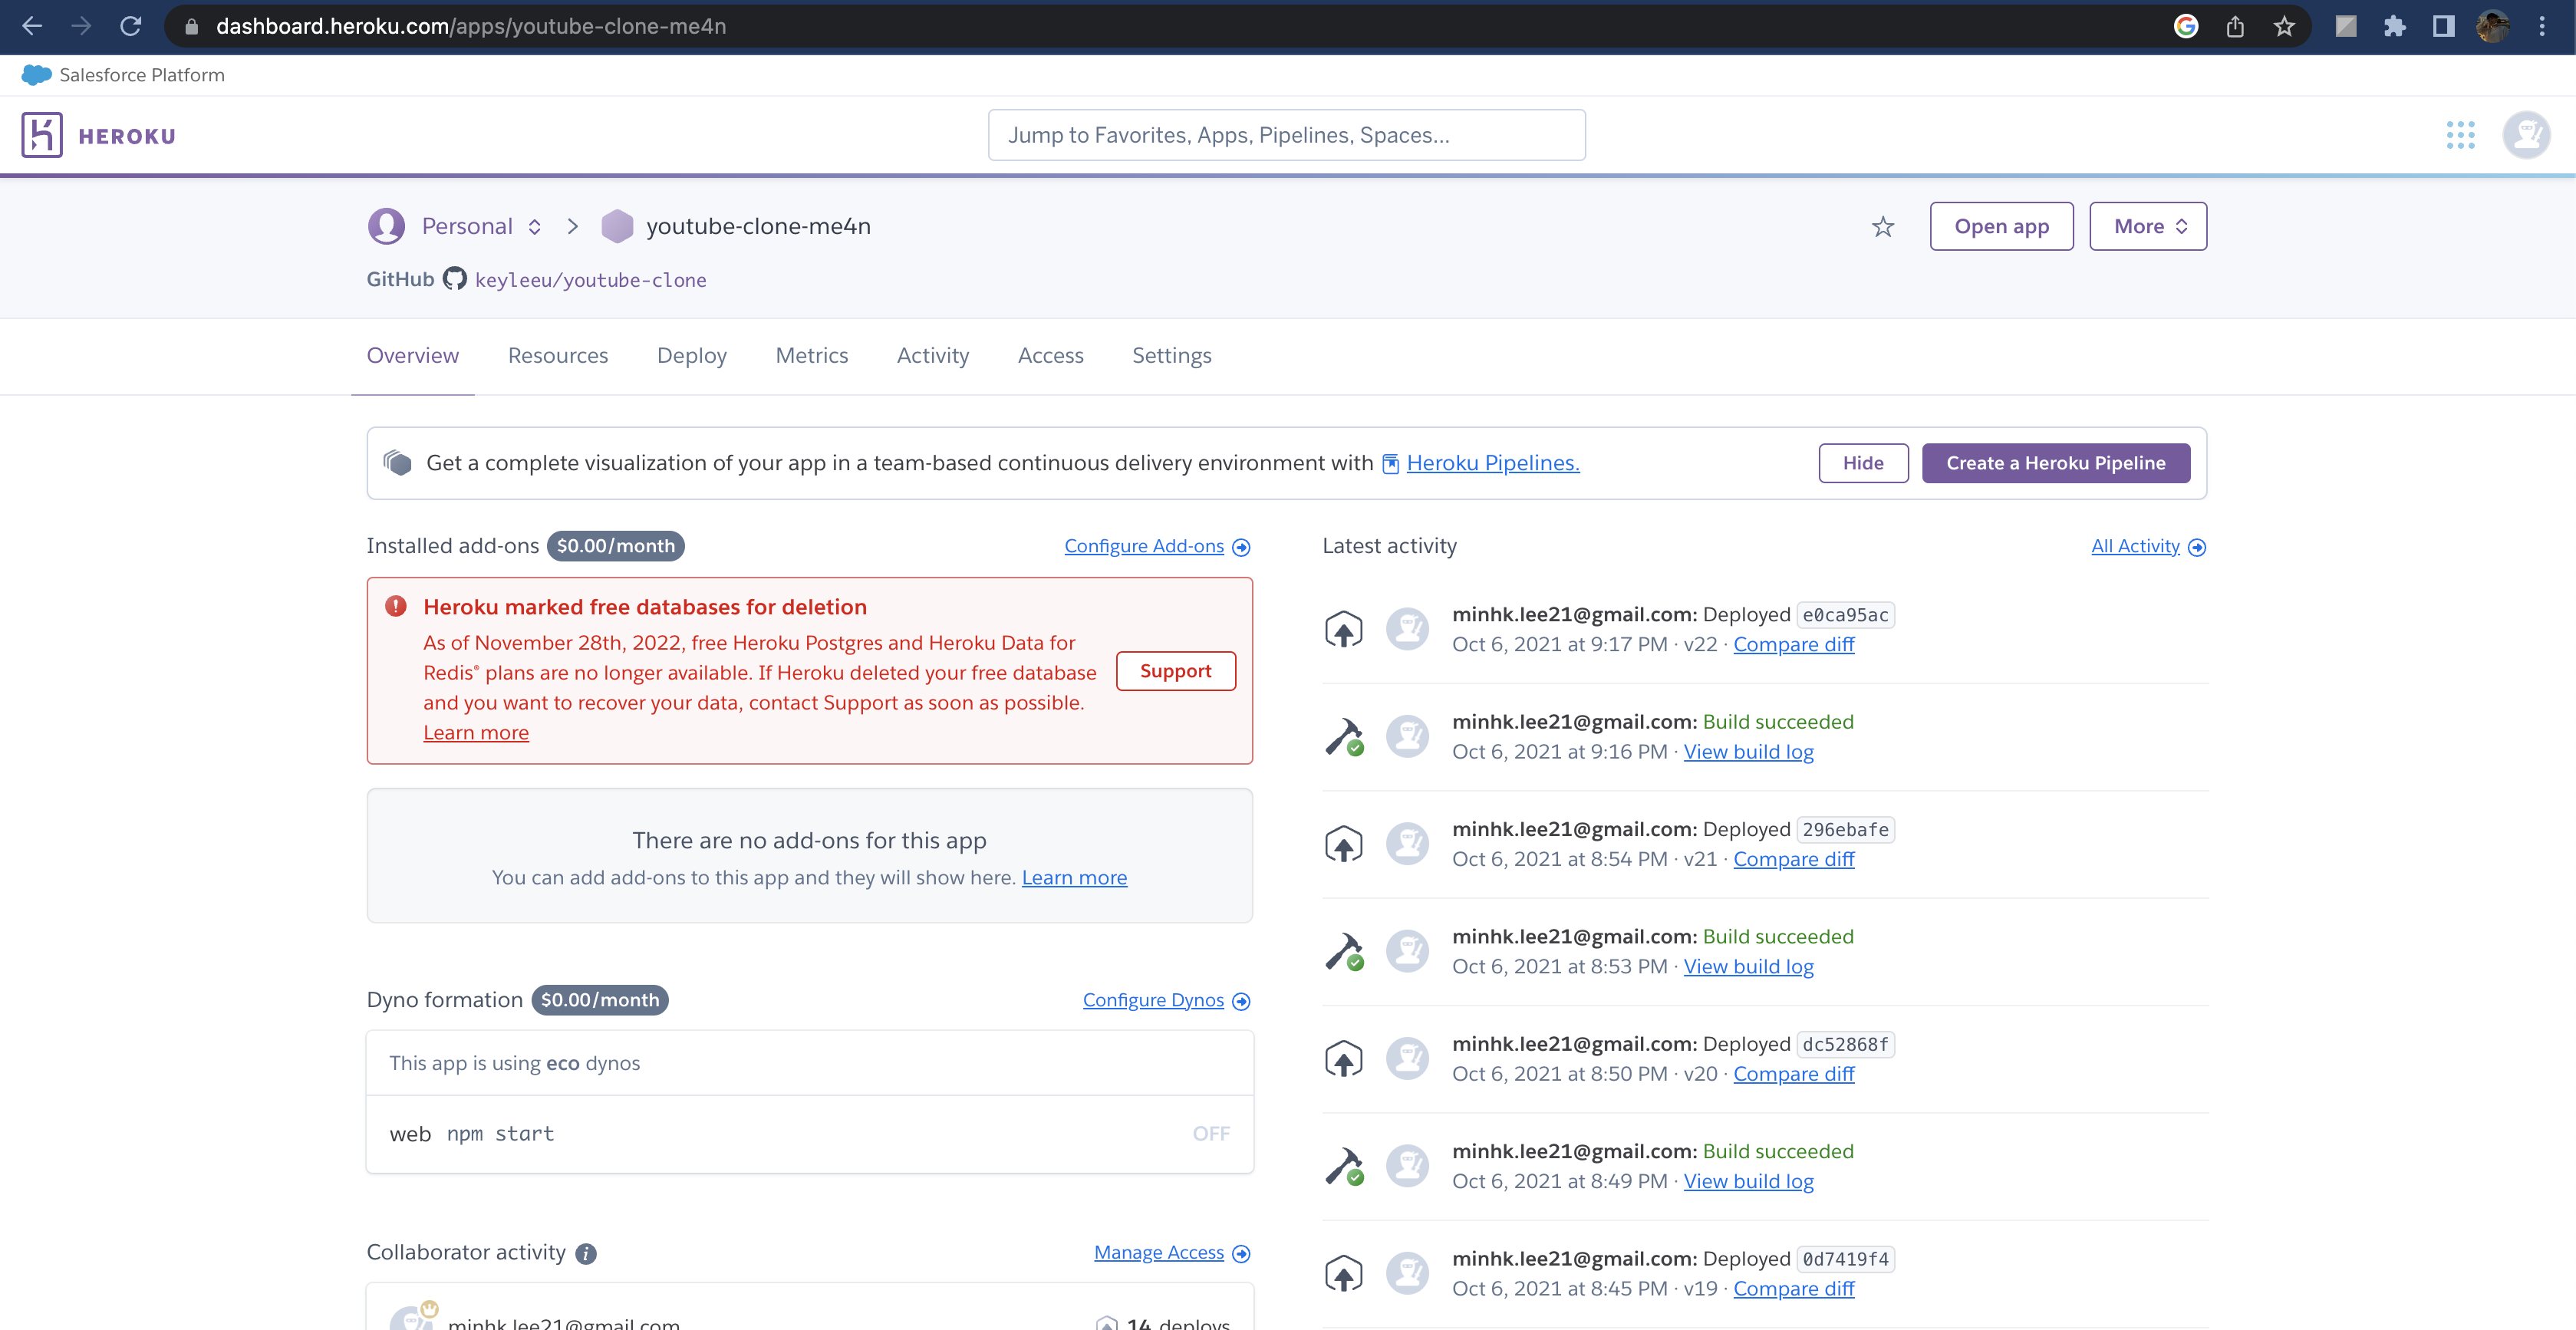 dashboard.heroku.com/apps/youtube-clone-me4n
Salesforce Platform
HEROKU
Jump to Favorites, Apps, Pipelines, Spaces...
Personal
youtube-clone-me4n
Open app
More
GitHub keyleeu/youtube-clone
Overview
Resources
Deploy
Metrics
Activity
Access
Settings
Get a complete visualization of your app in a team-based continuous delivery environment with Heroku Pipelines.
Hide
Create a Heroku Pipeline
Installed add-ons $0.00/month
Configure Add-ons
Heroku marked free databases for deletion
As of November 28th, 2022, free Heroku Postgres and Heroku Data for
Redis® plans are no longer available. If Heroku deleted your free database
and you want to recover your data, contact Support as soon as possible.
Learn more
Support
There are no add-ons for this app
You can add add-ons to this app and they will show here. Learn more
Dyno formation $0.00/month
Configure Dynos
This app is using eco dynos
web npm start
OFF
Collaborator activity
Manage Access
minhk.lee21@gmail.com
14 deploys
Latest activity
All Activity
minhk.lee21@gmail.com: Deployed e0ca95ac
Oct 6, 2021 at 9:17 PM · v22 · Compare diff
minhk.lee21@gmail.com: Build succeeded
Oct 6, 2021 at 9:16 PM · View build log
minhk.lee21@gmail.com: Deployed 296ebafe
Oct 6, 2021 at 8:54 PM · v21 · Compare diff
minhk.lee21@gmail.com: Build succeeded
Oct 6, 2021 at 8:53 PM · View build log
minhk.lee21@gmail.com: Deployed dc52868f
Oct 6, 2021 at 8:50 PM · v20 · Compare diff
minhk.lee21@gmail.com: Build succeeded
Oct 6, 2021 at 8:49 PM · View build log
minhk.lee21@gmail.com: Deployed 0d7419f4
Oct 6, 2021 at 8:45 PM · v19 · Compare diff